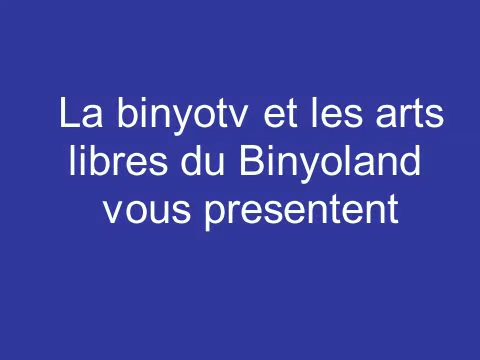 La binyotv et les arts
libres du Binyoland
vous presentent